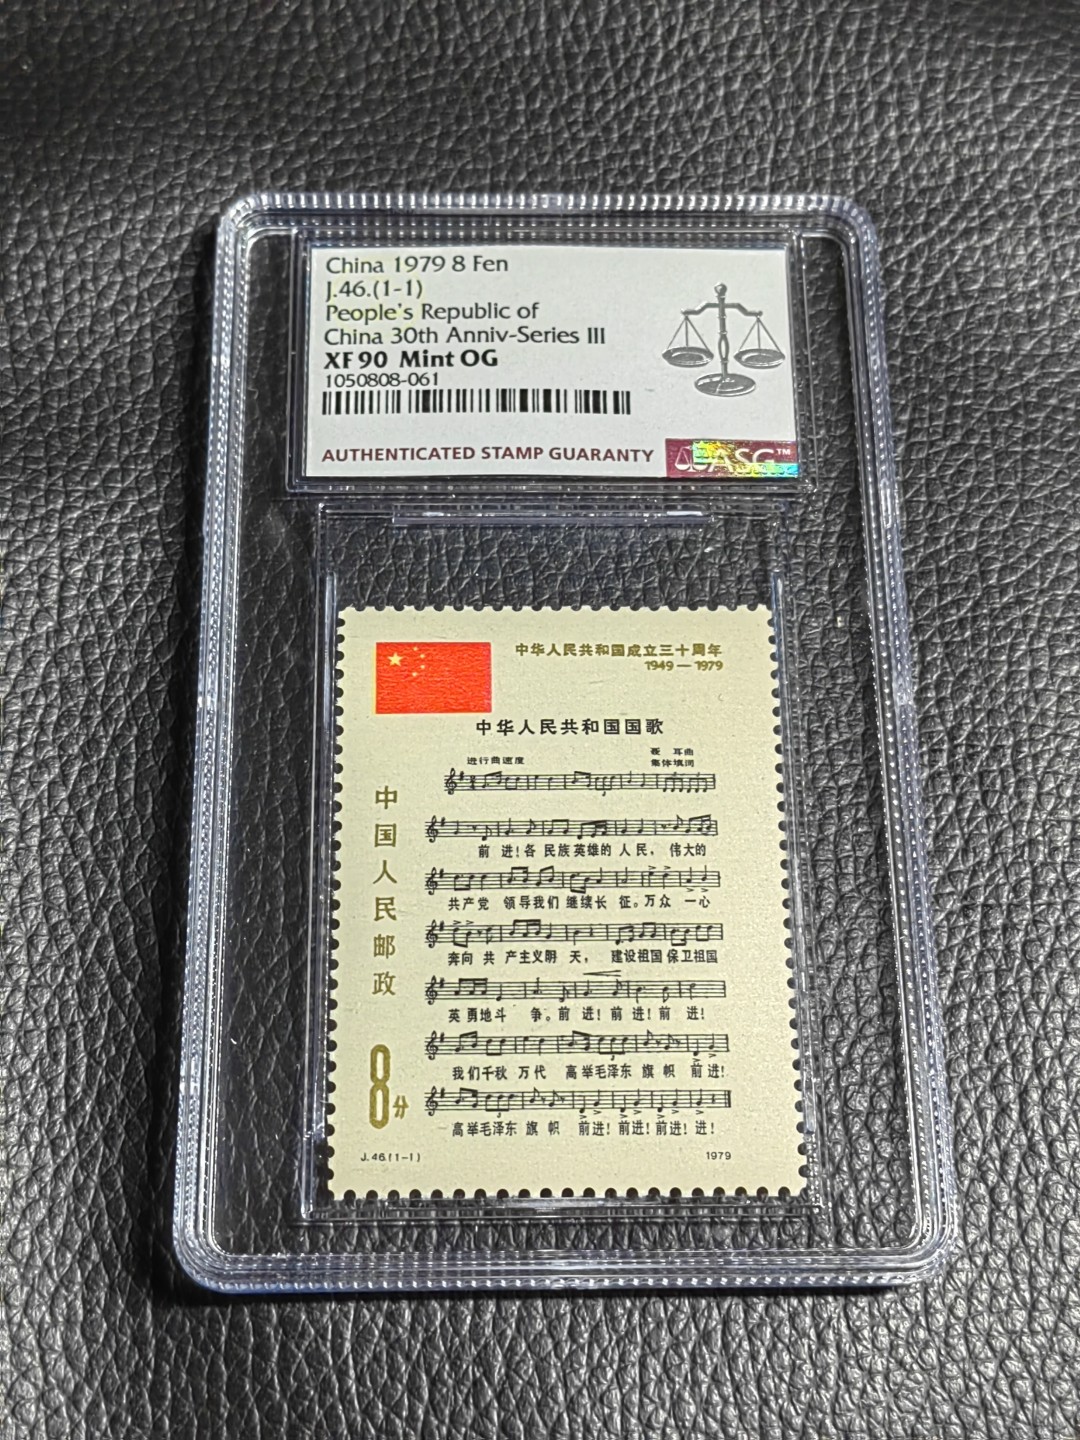 China 1979 8 Fen
J.46.(1-1)
People's Republic of
China 30th Anniv-Series III
XF 90 Mint OG
1050808-061
AUTHENTICATED STAMP GUARANTY
ASG™
中华人民共和国成立三十周年
1949—1979
中华人民共和国国歌
进行曲速度
聂 耳曲
集体填词
中国人民邮政
前 进！各 民族 英雄的 人 民， 伟大的
共产党 领导我们 继续长 征。万众 一心
奔向 共 产主义明 天， 建设祖国 保卫祖国
英 勇地斗 争。前 进！前 进！前 进！
我们千秋 万代 高 举毛泽东 旗 帜 前 进！
高 举毛泽东 旗 帜 前进！前进！前进！进！
8分
J.46.(1-1)
1979